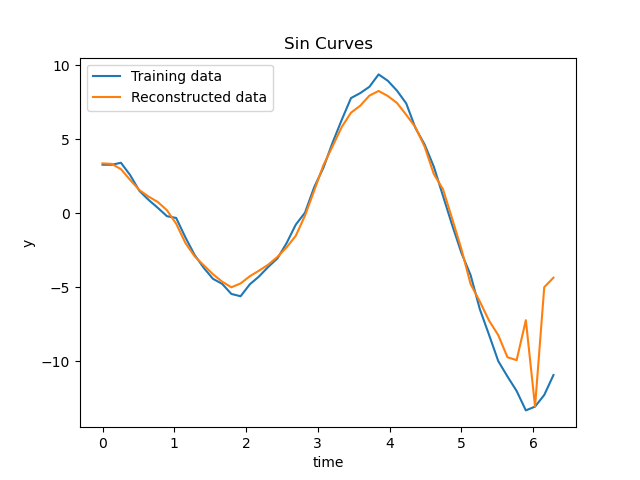 Sin Curves
Training data
Reconstructed data
10
5
0
−5
−10
y
0 1 2 3 4 5 6
time